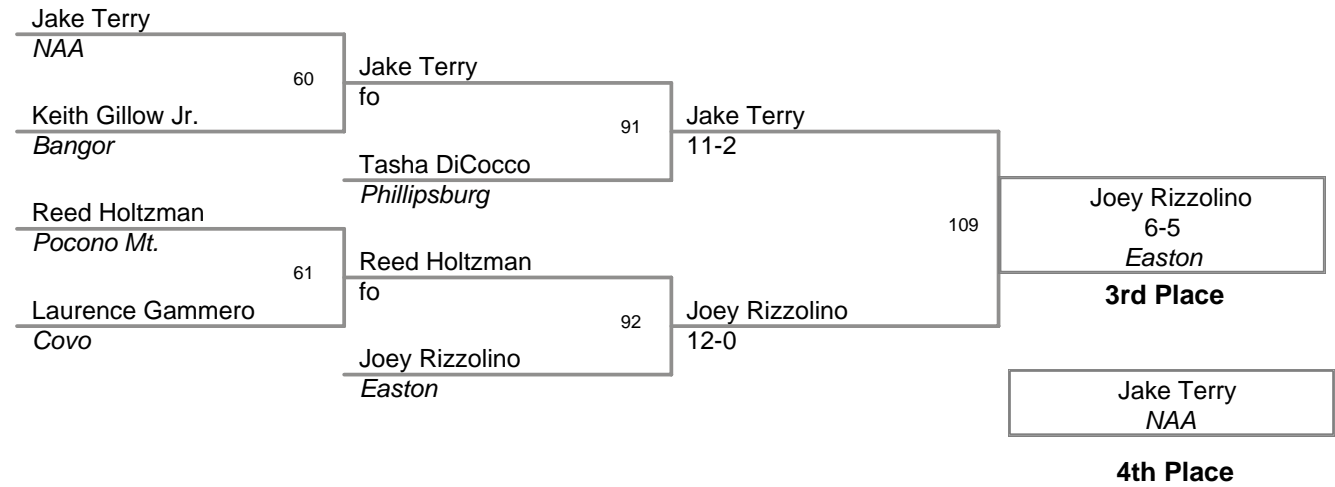 Jake Terry
NAA
60
Keith Gillow Jr.
Bangor
Jake Terry
fo
91
Tasha DiCocco
Phillipsburg
Jake Terry
11-2
Reed Holtzman
Pocono Mt.
61
Laurence Gammero
Covo
Reed Holtzman
fo
92
Joey Rizzolino
Easton
Joey Rizzolino
12-0
109
Joey Rizzolino
6-5
Easton
3rd Place
Jake Terry
NAA
4th Place